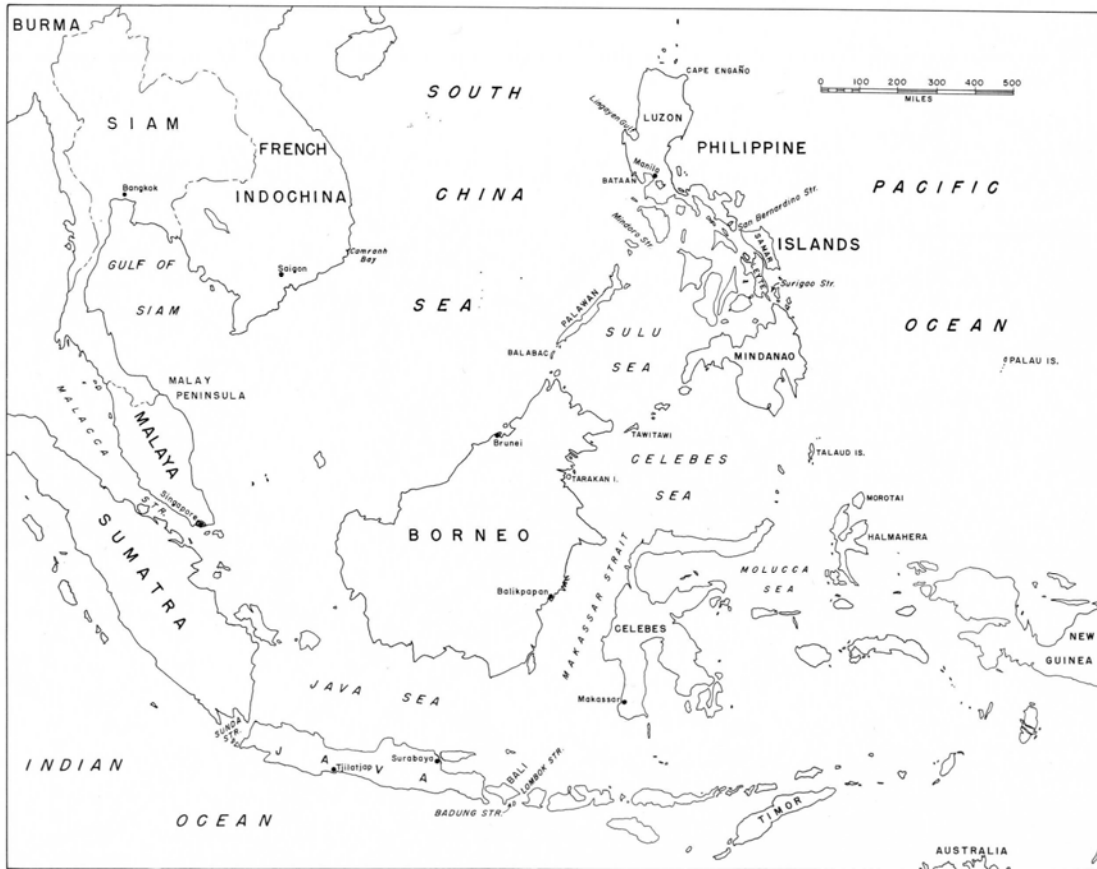 BURMA
SIAM
Bangkok
FRENCH
INDOCHINA
GULF OF
SIAM
Saigon
Camranh
Bay
SOUTH
CHINA
SEA
CAPE ENGAÑO
0 100 200 300 400 500
MILES
Lingayen Gulf
LUZON
PHILIPPINE
ISLANDS
Manila
BATAAN
Mindoro Str.
San Bernardino Str.
SAMAR
LEYTE
Surigao Str.
PACIFIC
OCEAN
PALAWAN
BALABAC
SULU
SEA
MINDANAO
PALAU IS.
MALAY
PENINSULA
MALACCA
STR.
MALAYA
Singapore
SUMATRA
Brunei
TAWITAWI
TARAKAN I.
CELEBES
SEA
TALAUD IS.
MOROTAI
HALMAHERA
BORNEO
Balikpapan
MAKASSAR STRAIT
MOLUCCA
SEA
CELEBES
Makassar
NEW
GUINEA
JAVA SEA
SUNDA
STR.
JAVA
Tjilatjap
Surabaya
BALI
LOMBOK STR.
BADUNG STR.
TIMOR
INDIAN
OCEAN
AUSTRALIA